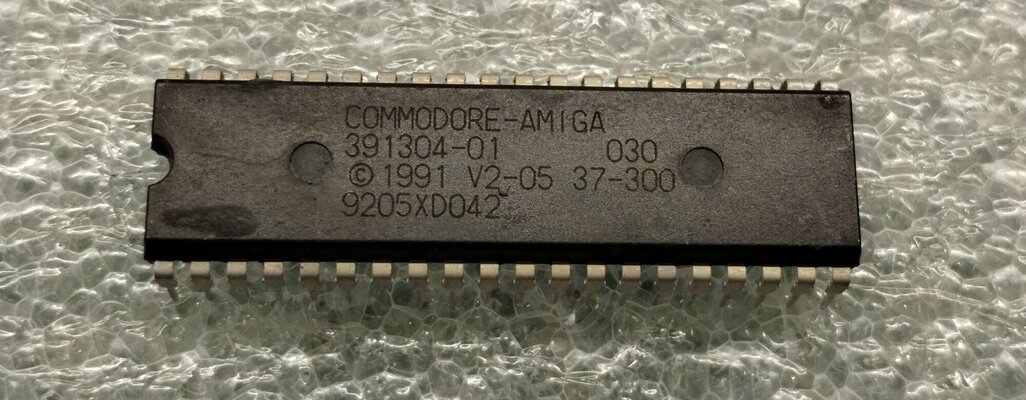 COMMODORE-AMIGA
391304-01 030
©1991 V2-05 37-300
9205XD042